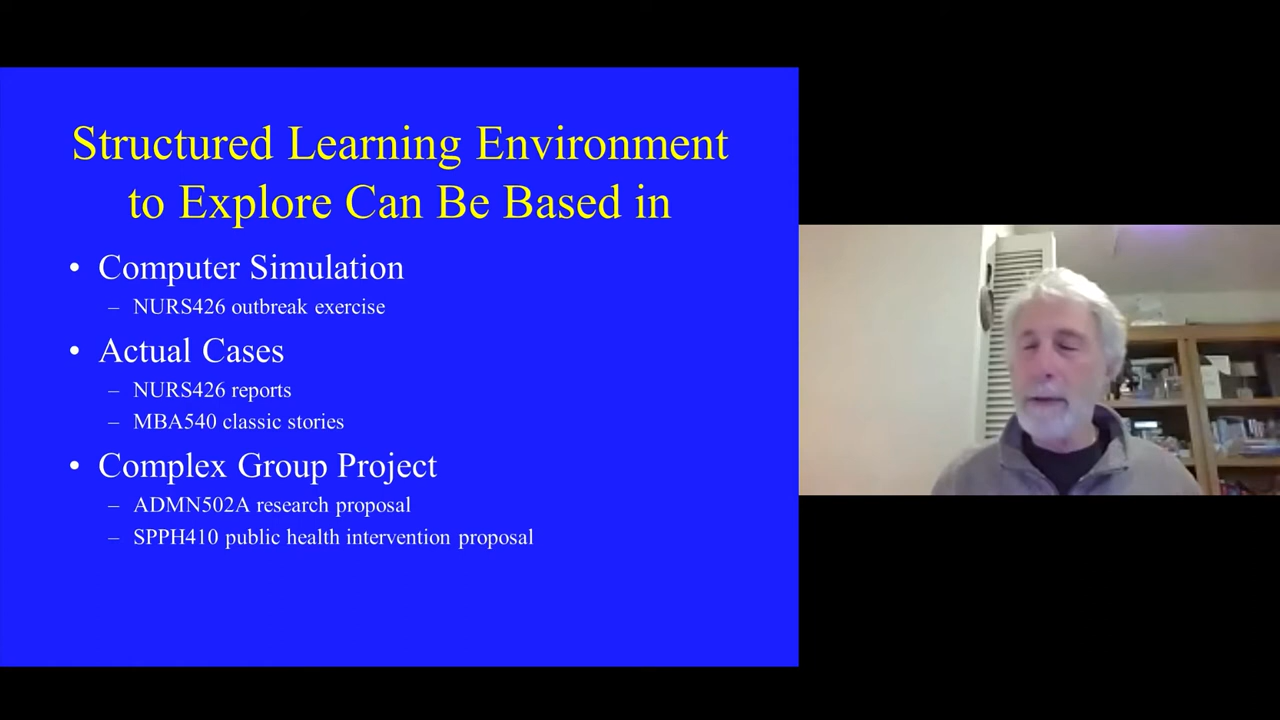 Structured Learning Environment
to Explore Can Be Based in
• Computer Simulation
– NURS426 outbreak exercise
• Actual Cases
– NURS426 reports
– MBA540 classic stories
• Complex Group Project
– ADMN502A research proposal
– SPPH410 public health intervention proposal